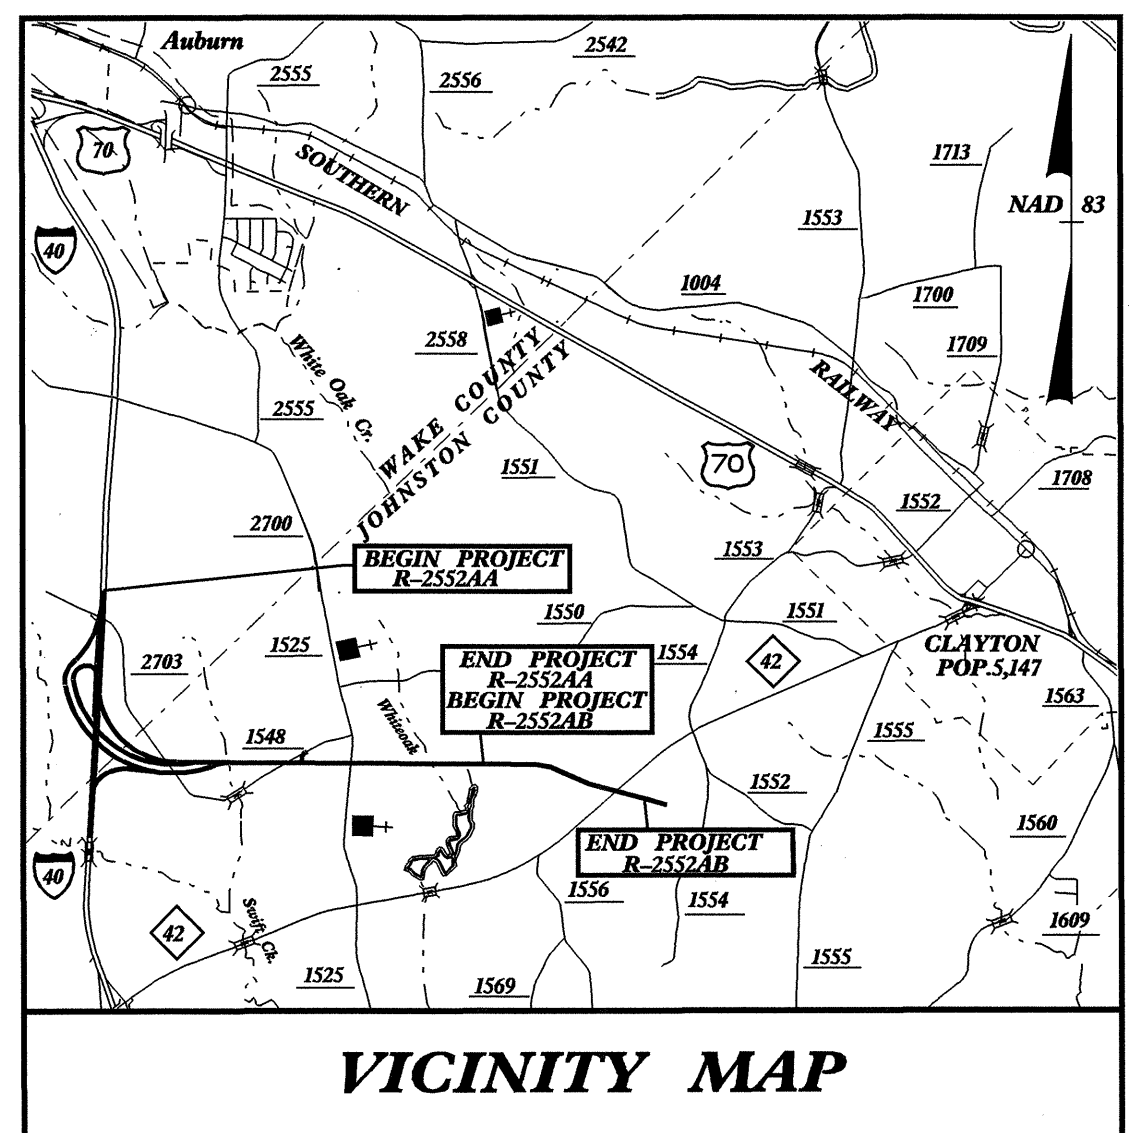 Auburn
2542
2555
2556
70
1713
SOUTHERN
NAD 83
1553
40
1004
1700
2558
1709
White Oak Cr.
RAILWAY
2555
WAKE COUNTY
JOHNSTON COUNTY
1551
70
1708
1552
2700
1553
BEGIN PROJECT
R-2552AA
1550
1551
1525
2703
END PROJECT
R-2552AA
BEGIN PROJECT
R-2552AB
1554
42
CLAYTON
POP.5,147
1563
Whiteoak
1548
1555
1552
1560
END PROJECT
R-2552AB
40
1556
1554
1609
42
Swift Ck.
1525
1569
1555
VICINITY MAP